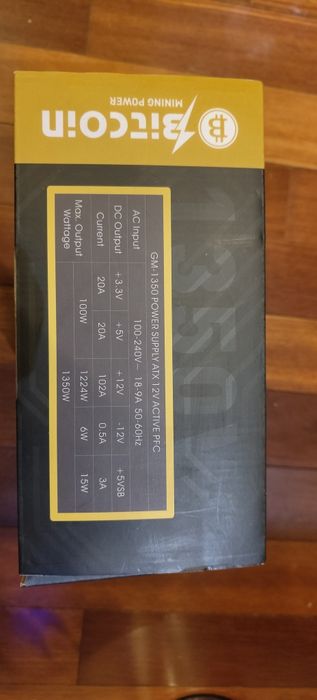 BiTCOiN
MINING POWER
1350W
GM-1350 POWER SUPPLY ATX 12V ACTIVE PFC
AC Input 100-240V~ 18-9A 50-60Hz
DC Output +3.3V +5V +12V -12V +5VSB
Current 20A 20A 102A 0.5A 3A
Max. Output Wattage 100W 1224W 6W 15W
1350W